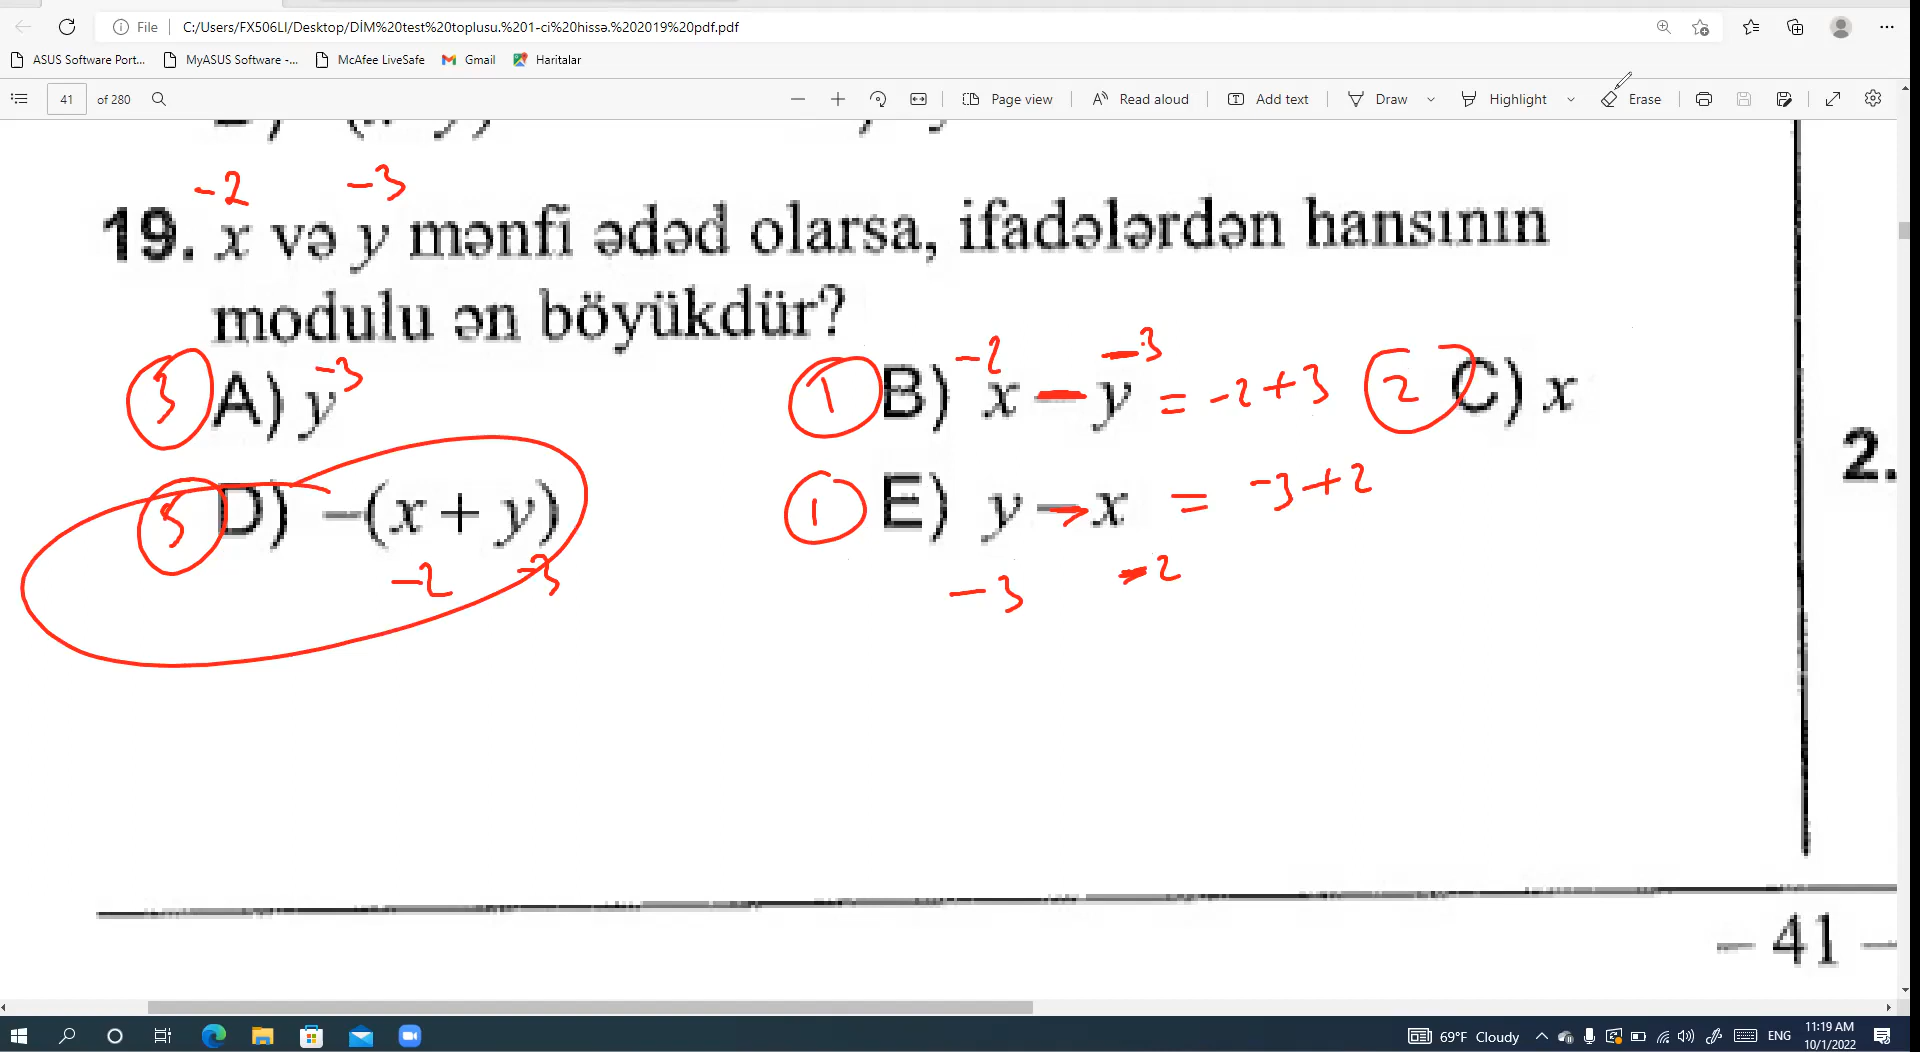 File C:/Users/FX506LI/Desktop/DİM%20test%20toplusu.%201-ci%20hissə.%202019%20pdf.pdf
ASUS Software Port... MyASUS Software -... McAfee LiveSafe Gmail Haritalar
41 of 280 Page view Read aloud Add text Draw Highlight Erase
-2 -3
19. x və y mənfi ədəd olarsa, ifadələrdən hansının
modulu ən böyükdür?
3 A) y -3 1 B) x - y -2 -3 = -2+3 2 C) x
2.
5 D) -(x + y) 1 E) y - x = -3+2
-2 -3 -3 -2
- 41 -
69°F Cloudy ENG 11:19 AM
10/1/2022